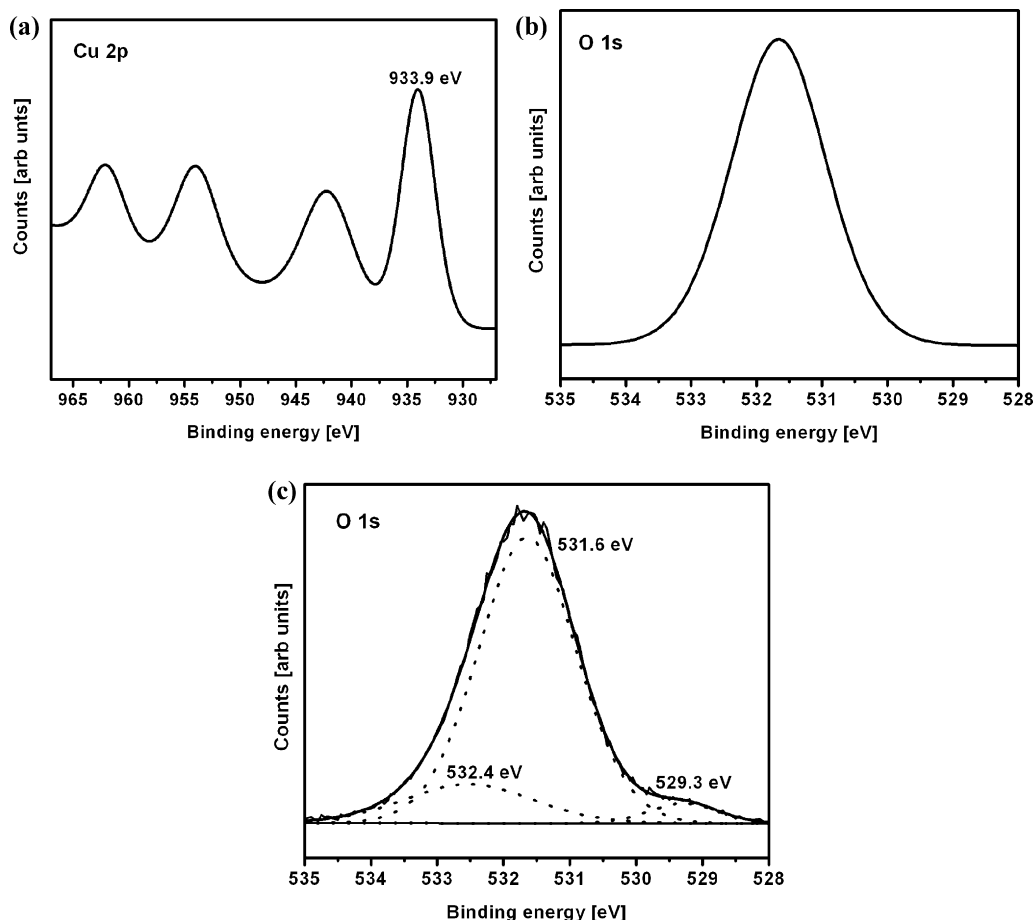 (a)
Cu 2p
933.9 eV
Counts [arb unts]
965 960 955 950 945 940 935 930
Binding energy [eV]
(b)
O 1s
Counts [arb units]
535 534 533 532 531 530 529 528
Binding energy [eV]
(c)
O 1s
531.6 eV
532.4 eV
529.3 eV
Counts [arb units]
535 534 533 532 531 530 529 528
Binding energy [eV]